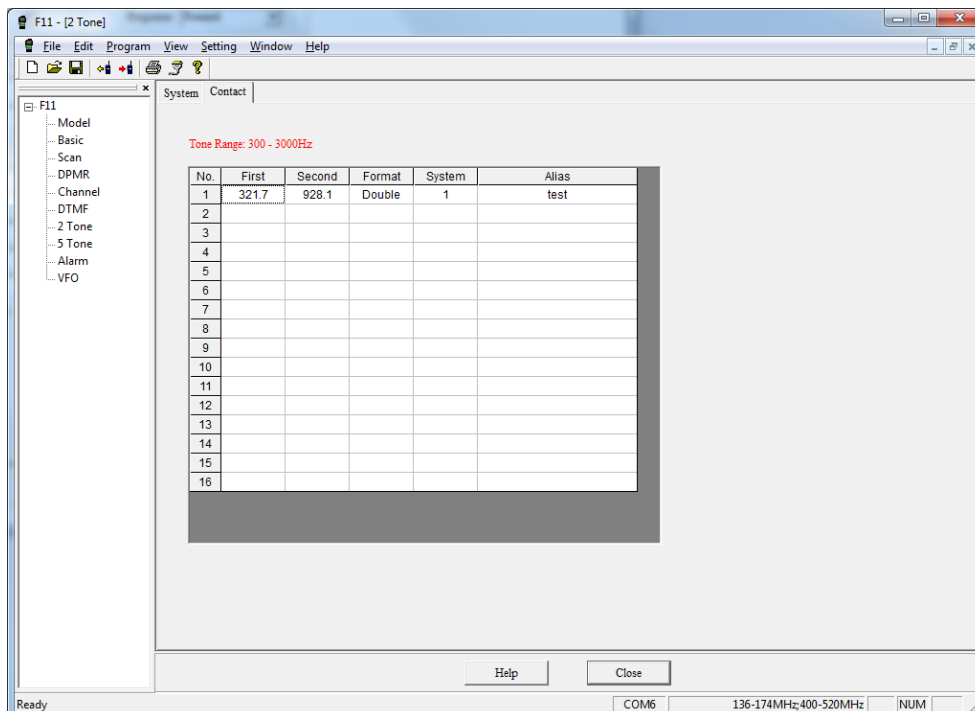 F11 - [2 Tone]
File Edit Program View Setting Window Help
F11
Model
Basic
Scan
DPMR
Channel
DTMF
2 Tone
5 Tone
Alarm
VFO
System Contact
Tone Range: 300 - 3000Hz
No. First Second Format System Alias
1 321.7 928.1 Double 1 test
2
3
4
5
6
7
8
9
10
11
12
13
14
15
16
Help Close
Ready COM6 136-174MHz;400-520MHz NUM